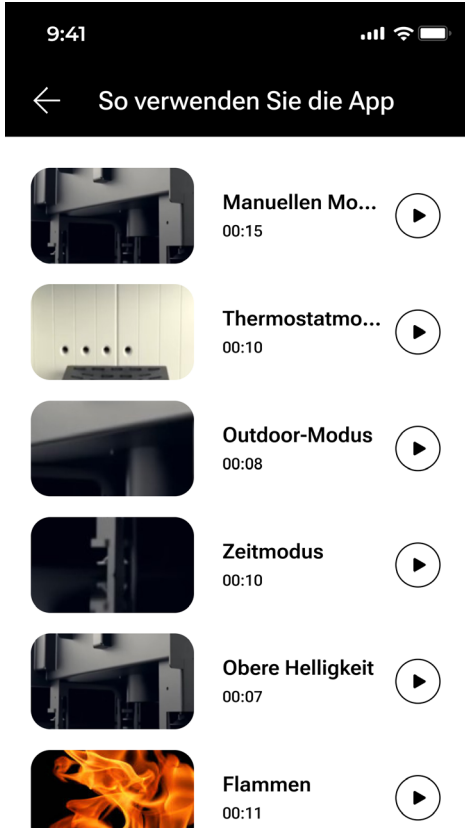 9:41
So verwenden Sie die App
Manuellen Mo...
00:15
Thermostatmo...
00:10
Outdoor-Modus
00:08
Zeitmodus
00:10
Obere Helligkeit
00:07
Flammen
00:11